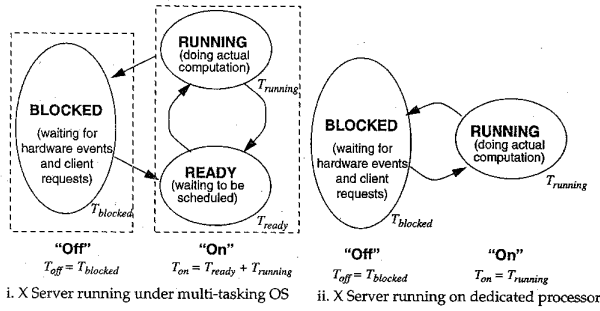 RUNNING
(doing actual
computation)
T_running
BLOCKED
(waiting for
hardware events
and client
requests)
T_blocked
READY
(waiting to be
scheduled)
T_ready
"Off"
T_off = T_blocked
"On"
T_on = T_ready + T_running
i. X Server running under multi-tasking OS
BLOCKED
(waiting for
hardware events
and client
requests)
T_blocked
RUNNING
(doing actual
computation)
T_running
"Off"
T_off = T_blocked
"On"
T_on = T_running
ii. X Server running on dedicated processor